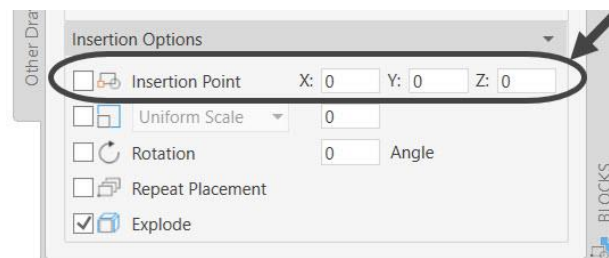 Other Dra
Insertion Options
Insertion Point X: 0 Y: 0 Z: 0
Uniform Scale 0
Rotation 0 Angle
Repeat Placement
Explode
BLOCKS